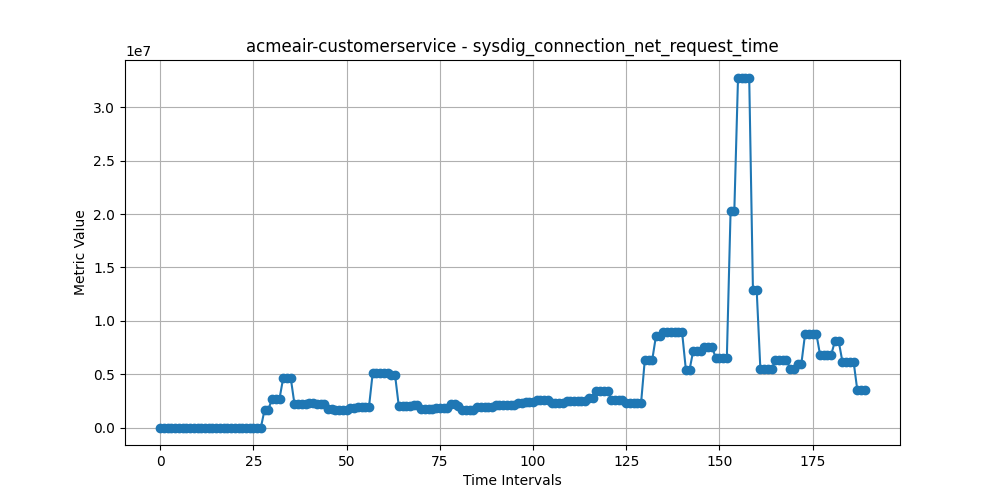 acmeair-customerservice - sysdig_connection_net_request_time
1e7
3.0
2.5
2.0
1.5
1.0
0.5
0.0
Metric Value
0 25 50 75 100 125 150 175
Time Intervals